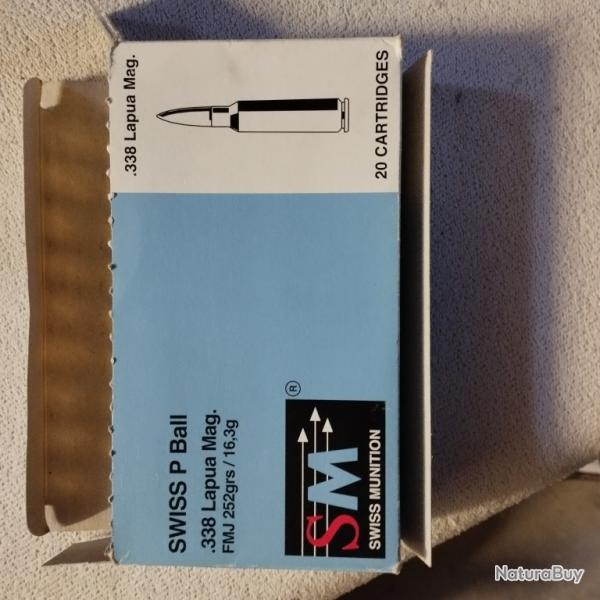 .338 Lapua Mag.
20 CARTRIDGES
SWISS P Ball
.338 Lapua Mag.
FMJ 252grs / 16,3g
®
SM
SWISS MUNITION
NaturaBuy